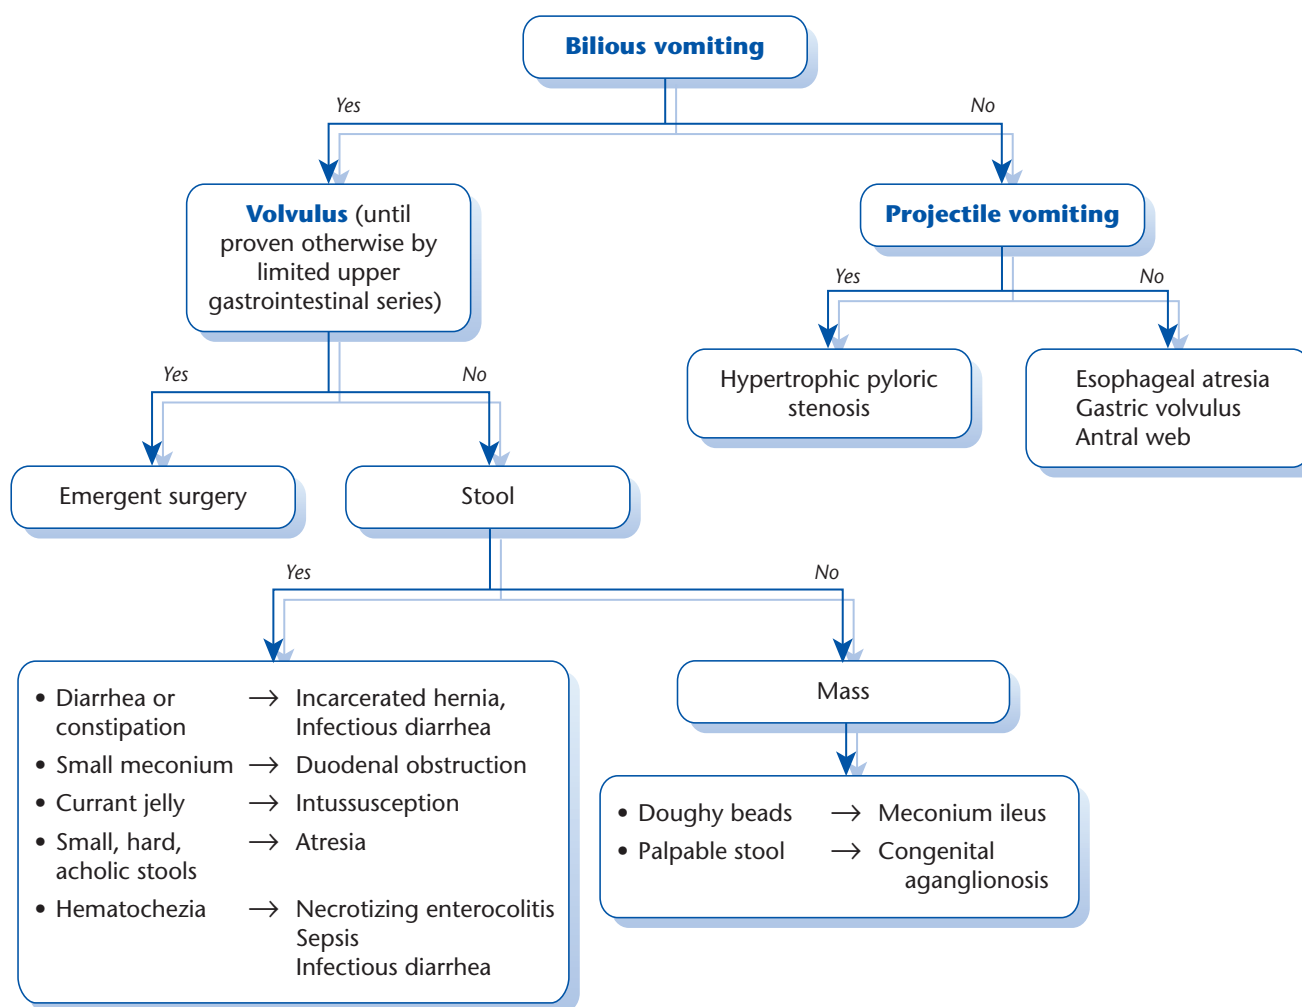 Bilious vomiting
Yes
No
Volvulus (until
proven otherwise by
limited upper
gastrointestinal series)
Projectile vomiting
Yes
No
Hypertrophic pyloric
stenosis
Esophageal atresia
Gastric volvulus
Antral web
Yes
No
Emergent surgery
Stool
Yes
No
• Diarrhea or → Incarcerated hernia,
constipation Infectious diarrhea
• Small meconium → Duodenal obstruction
• Currant jelly → Intussusception
• Small, hard, → Atresia
acholic stools
• Hematochezia → Necrotizing enterocolitis
Sepsis
Infectious diarrhea
Mass
• Doughy beads → Meconium ileus
• Palpable stool → Congenital
aganglionosis